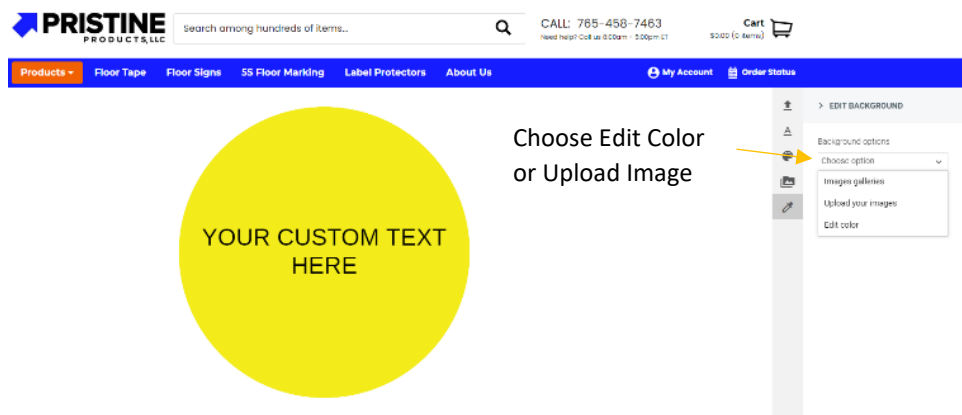 PRISTINE
PRODUCTS,LLC
Search among hundreds of items...
CALL: 765-458-7463
Need help? Call us 8:00am - 5:00pm ET
Cart
$0.00 (0 items)
Products
Floor Tape
Floor Signs
5S Floor Marking
Label Protectors
About Us
My Account
Order Status
> EDIT BACKGROUND
Choose Edit Color
or Upload Image
A
Background options
Choose option
Images galleries
Upload your images
Edit color
YOUR CUSTOM TEXT
HERE